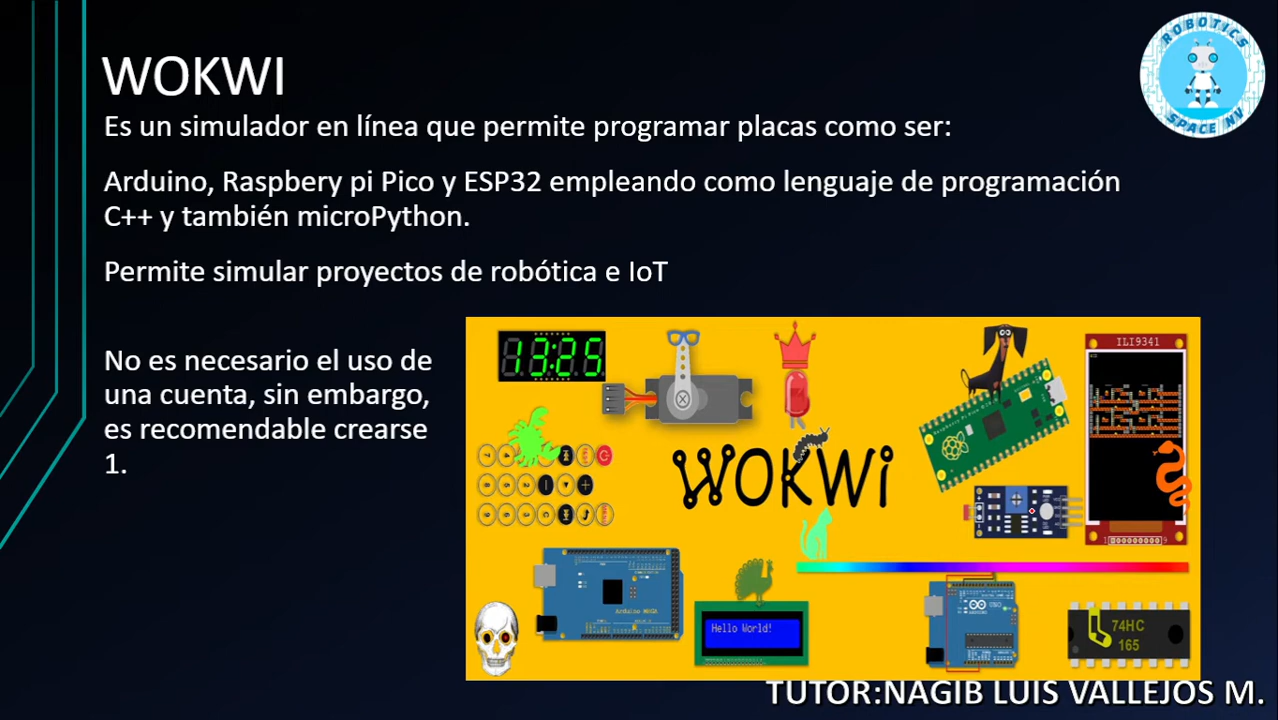 WOKWI
Es un simulador en línea que permite programar placas como ser:
Arduino, Raspbery pi Pico y ESP32 empleando como lenguaje de programación
C++ y también microPython.
Permite simular proyectos de robótica e IoT
No es necesario el uso de
una cuenta, sin embargo,
es recomendable crearse
1.
ROBOTICS
SPACE NV
13:25
ILI9341
WOKWi
Arduino MEGA
Hello World!
UNO
74HC
165
TUTOR:NAGIB LUIS VALLEJOS M.